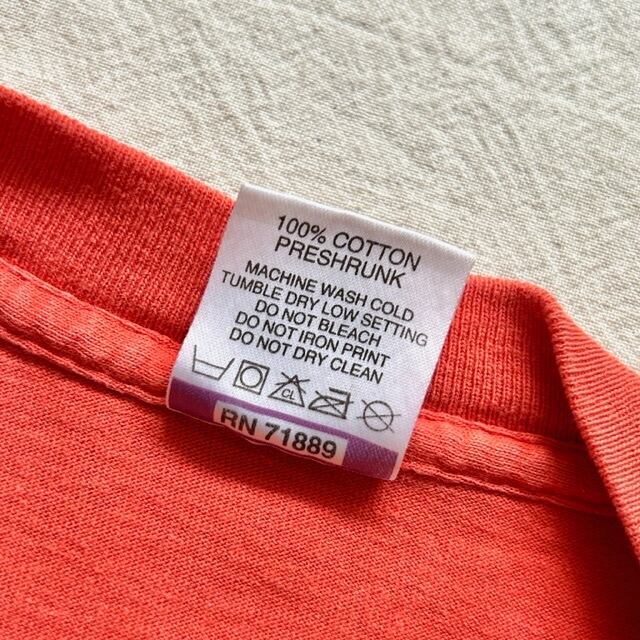 100% COTTON
PRESHRUNK
MACHINE WASH COLD
TUMBLE DRY LOW SETTING
DO NOT BLEACH
DO NOT IRON PRINT
DO NOT DRY CLEAN
CL
RN 71889